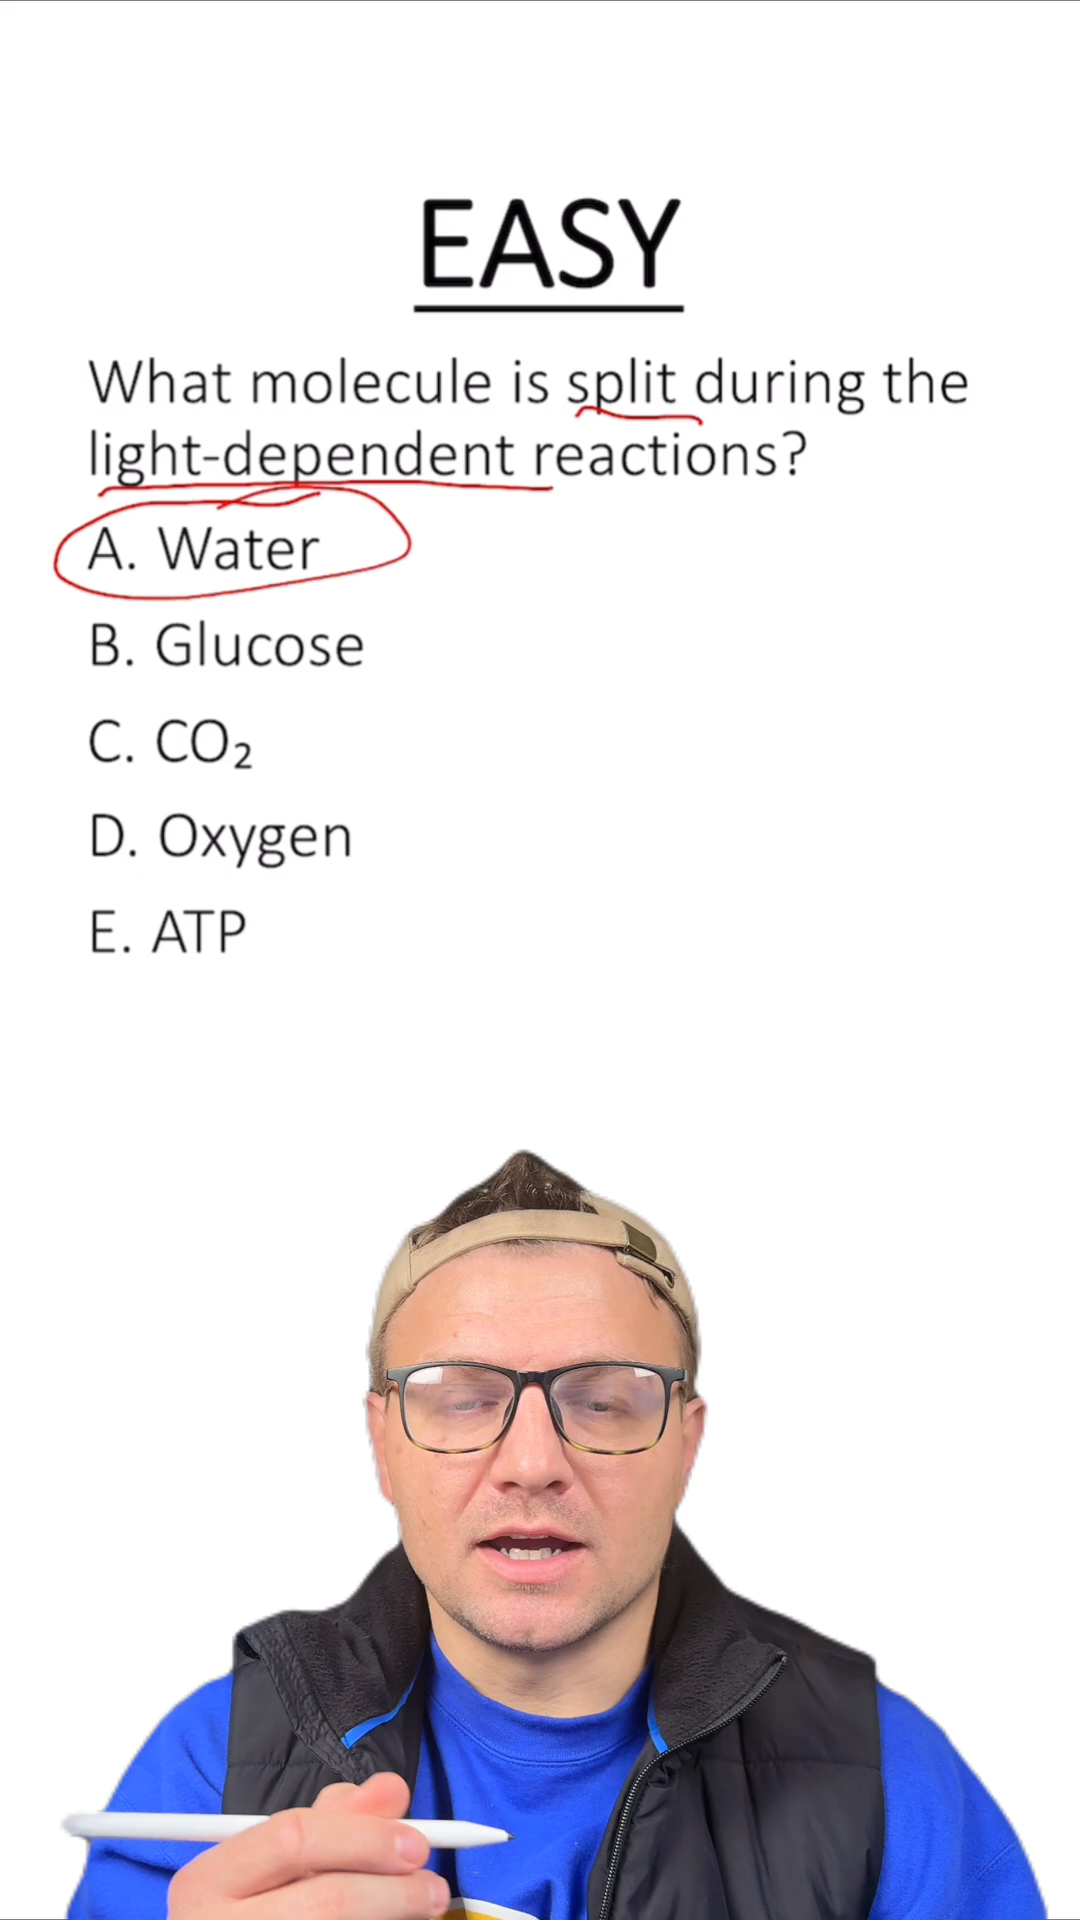 EASY
What molecule is split during the
light-dependent reactions?
A. Water
B. Glucose
C. CO₂
D. Oxygen
E. ATP